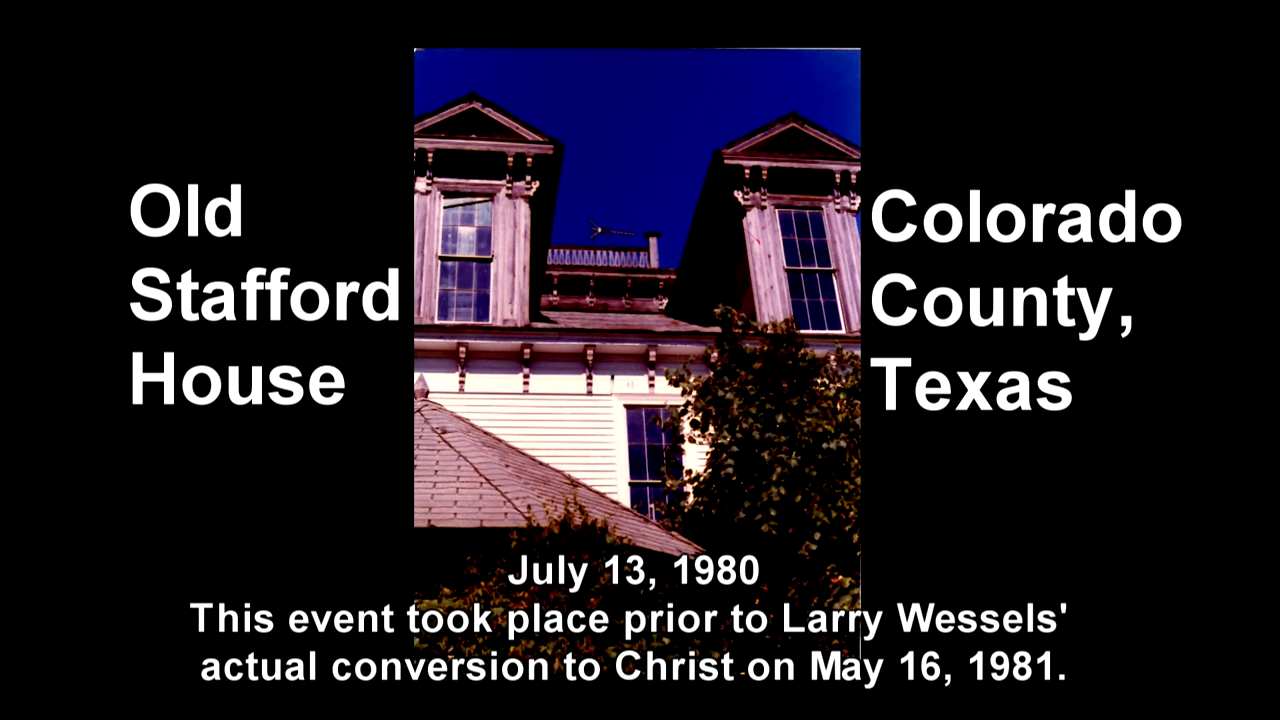 Old
Stafford
House
Colorado
County,
Texas
July 13, 1980
This event took place prior to Larry Wessels'
actual conversion to Christ on May 16, 1981.